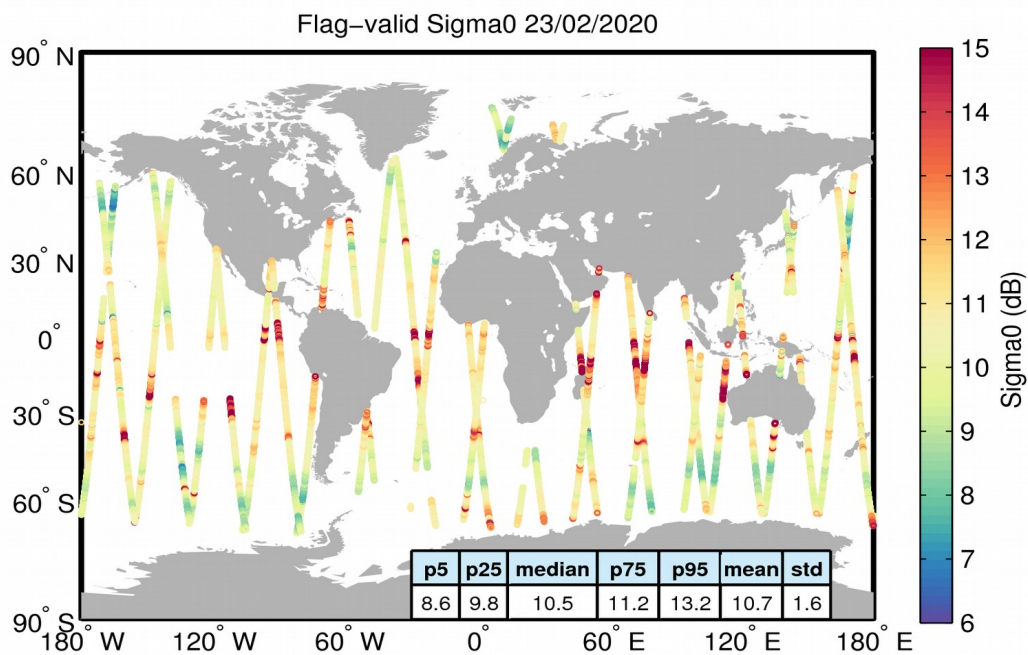 Flag−valid Sigma0 23/02/2020
90° N
60° N
30° N
0°
30° S
60° S
90° S
180° W
120° W
60° W
0°
60° E
120° E
180° E
p5 p25 median p75 p95 mean std
8.6 9.8 10.5 11.2 13.2 10.7 1.6
15
14
13
12
11
10
9
8
7
6
Sigma0 (dB)